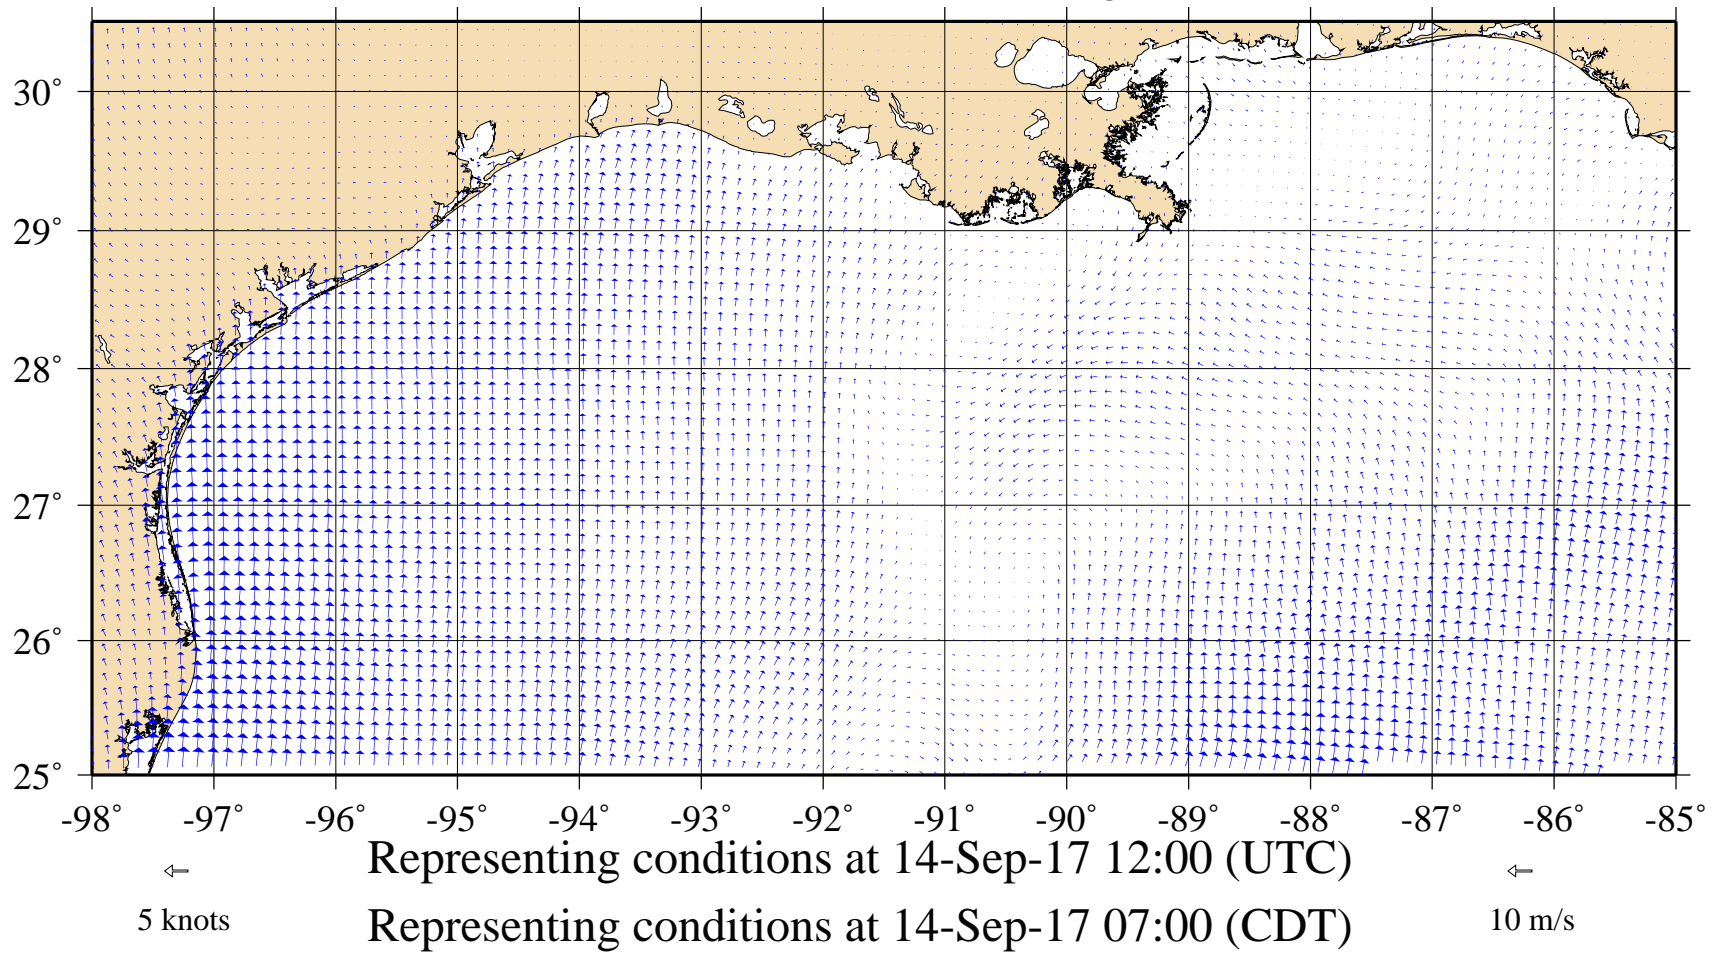 30°
29°
28°
27°
26°
25°
-98° -97° -96° -95° -94° -93° -92° -91° -90° -89° -88° -87° -86° -85°
Representing conditions at 14-Sep-17 12:00 (UTC)
5 knots
Representing conditions at 14-Sep-17 07:00 (CDT)
10 m/s